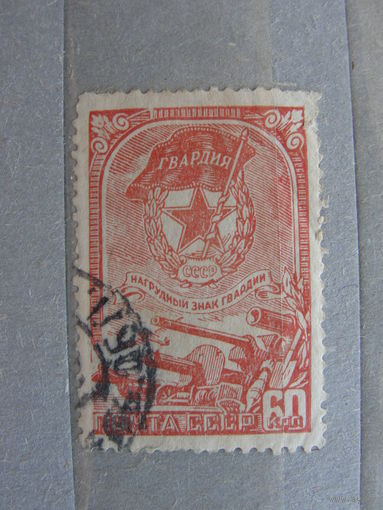 ГВАРДИЯ
СССР
НАГРУДНЫЙ ЗНАК ГВАРДИИ
60
ПОЧТА СССР КОП